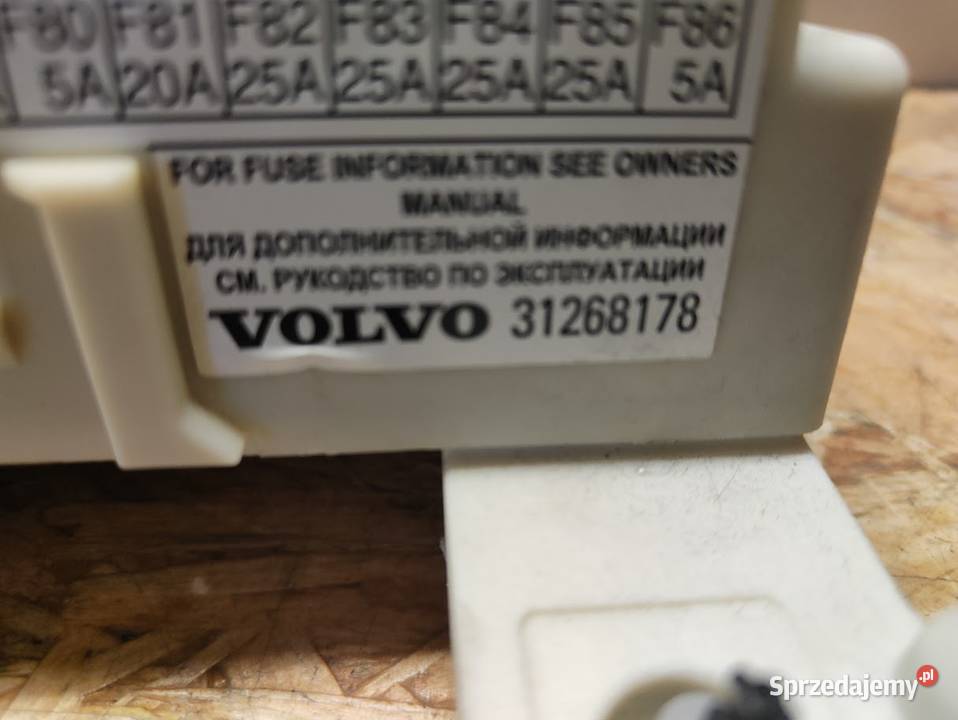 F80 F81 F82 F83 F84 F85 F86
5A 20A 25A 25A 25A 25A 5A
FOR FUSE INFORMATION SEE OWNERS
MANUAL
ДЛЯ ДОПОЛНИТЕЛЬНОЙ ИНФОРМАЦИИ
СМ. РУКОДСТВО ПО ЭКСПЛУАТАЦИИ
VOLVO 31268178
Sprzedajemy.pl